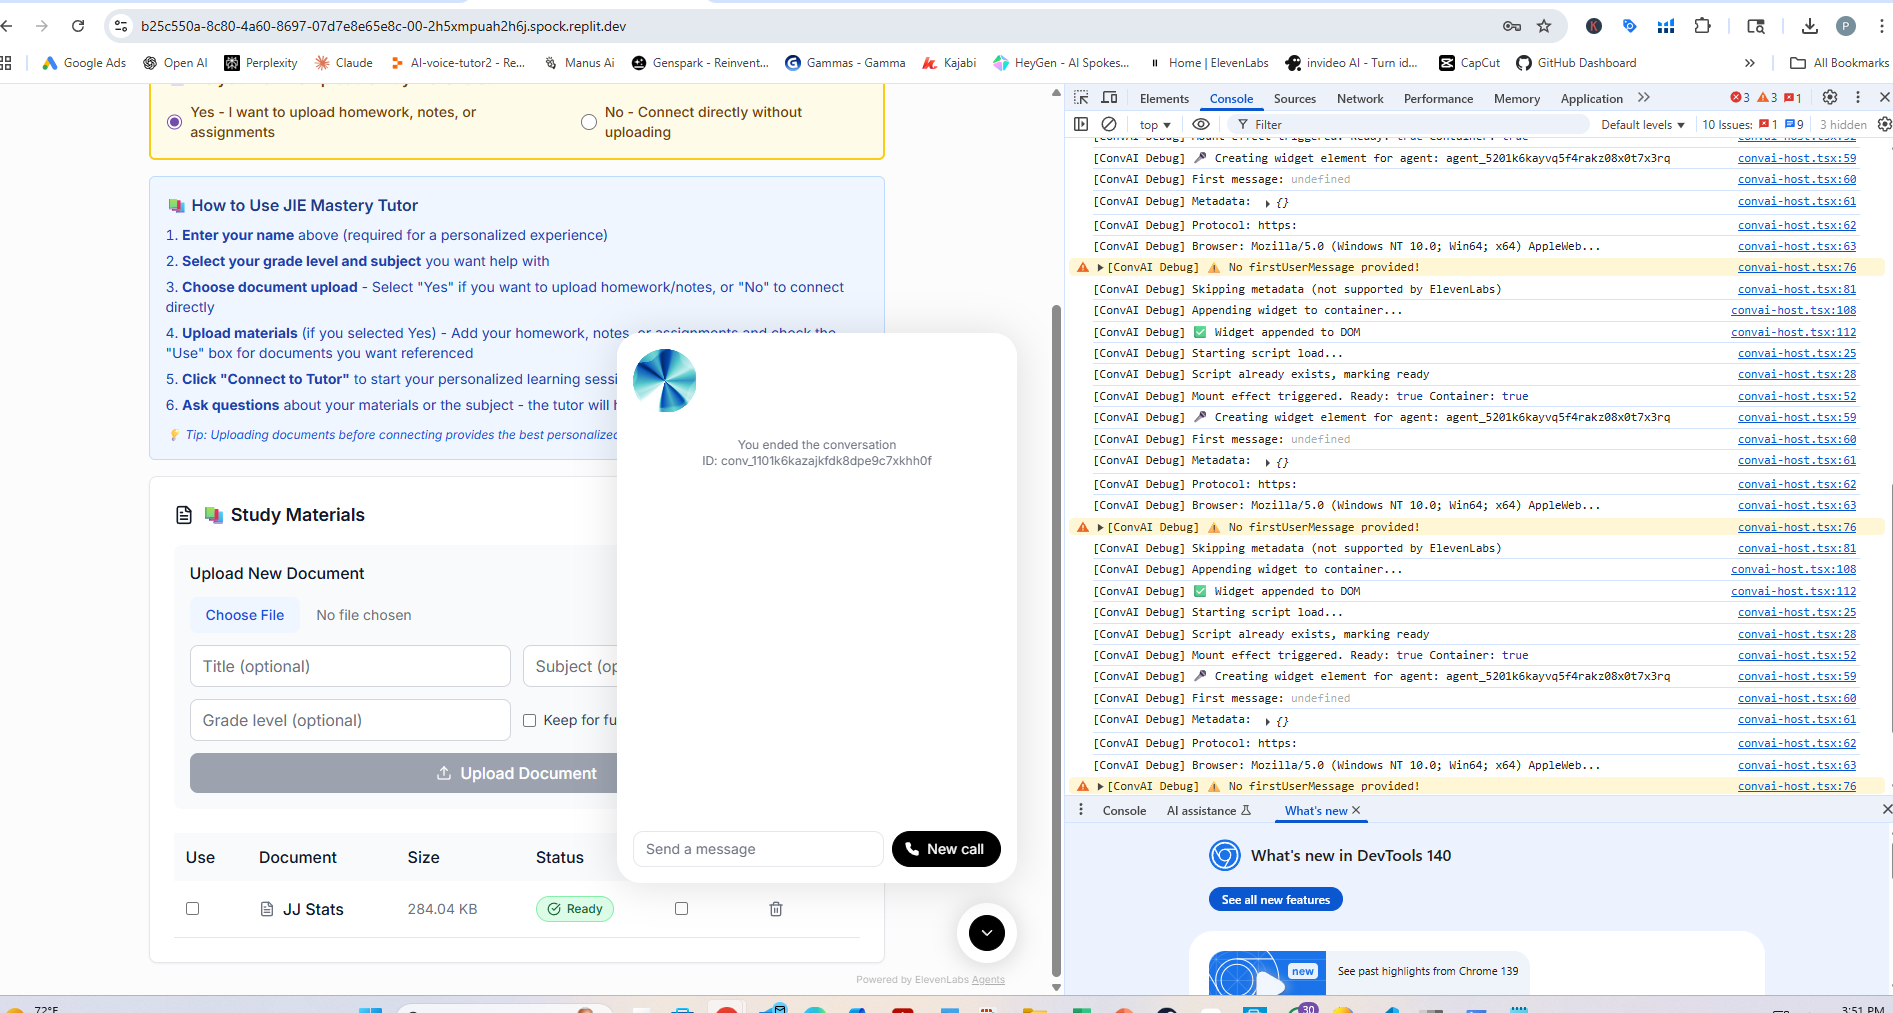 b25c550a-8c80-4a60-8697-07d7e8e65e8c-00-2h5xmpuah2h6j.spock.replit.dev
P
Google Ads
Open AI
Perplexity
Claude
AI-voice-tutor2 - Re...
Manus Ai
Genspark - Reinvent...
Gammas - Gamma
Kajabi
HeyGen - AI Spokes...
Home | ElevenLabs
invideo AI - Turn id...
CapCut
GitHub Dashboard
»
All Bookmarks
Yes - I want to upload homework, notes, or
assignments
No - Connect directly without
uploading
How to Use JIE Mastery Tutor
1. Enter your name above (required for a personalized experience)
2. Select your grade level and subject you want help with
3. Choose document upload - Select "Yes" if you want to upload homework/notes, or "No" to connect
directly
4. Upload materials (if you selected Yes) - Add your homework, notes, or assignments and check the
"Use" box for documents you want referenced
5. Click "Connect to Tutor" to start your personalized learning sessi
6. Ask questions about your materials or the subject - the tutor will
Tip: Uploading documents before connecting provides the best personalized
Study Materials
Upload New Document
Choose File No file chosen
Title (optional)
Subject (op
Grade level (optional)
Keep for fu
Upload Document
Use Document Size Status
JJ Stats 284.04 KB Ready
You ended the conversation
ID: conv_1101k6kazajkfdk8dpe9c7xkhh0f
Send a message
New call
Powered by ElevenLabs Agents
Elements Console Sources Network Performance Memory Application 3 3 1
top Filter Default levels 10 Issues: 1 9 3 hidden
[ConvAI Debug] Mount effect triggered. Ready: true Container: true convai-host.tsx:52
[ConvAI Debug] Creating widget element for agent: agent_5201k6kayvq5f4rakz08x0t7x3rq convai-host.tsx:59
[ConvAI Debug] First message: undefined convai-host.tsx:60
[ConvAI Debug] Metadata: {} convai-host.tsx:61
[ConvAI Debug] Protocol: https: convai-host.tsx:62
[ConvAI Debug] Browser: Mozilla/5.0 (Windows NT 10.0; Win64; x64) AppleWeb... convai-host.tsx:63
[ConvAI Debug] No firstUserMessage provided! convai-host.tsx:76
[ConvAI Debug] Skipping metadata (not supported by ElevenLabs) convai-host.tsx:81
[ConvAI Debug] Appending widget to container... convai-host.tsx:108
[ConvAI Debug] Widget appended to DOM convai-host.tsx:112
[ConvAI Debug] Starting script load... convai-host.tsx:25
[ConvAI Debug] Script already exists, marking ready convai-host.tsx:28
[ConvAI Debug] Mount effect triggered. Ready: true Container: true convai-host.tsx:52
[ConvAI Debug] Creating widget element for agent: agent_5201k6kayvq5f4rakz08x0t7x3rq convai-host.tsx:59
[ConvAI Debug] First message: undefined convai-host.tsx:60
[ConvAI Debug] Metadata: {} convai-host.tsx:61
[ConvAI Debug] Protocol: https: convai-host.tsx:62
[ConvAI Debug] Browser: Mozilla/5.0 (Windows NT 10.0; Win64; x64) AppleWeb... convai-host.tsx:63
[ConvAI Debug] No firstUserMessage provided! convai-host.tsx:76
[ConvAI Debug] Skipping metadata (not supported by ElevenLabs) convai-host.tsx:81
[ConvAI Debug] Appending widget to container... convai-host.tsx:108
[ConvAI Debug] Widget appended to DOM convai-host.tsx:112
[ConvAI Debug] Starting script load... convai-host.tsx:25
[ConvAI Debug] Script already exists, marking ready convai-host.tsx:28
[ConvAI Debug] Mount effect triggered. Ready: true Container: true convai-host.tsx:52
[ConvAI Debug] Creating widget element for agent: agent_5201k6kayvq5f4rakz08x0t7x3rq convai-host.tsx:59
[ConvAI Debug] First message: undefined convai-host.tsx:60
[ConvAI Debug] Metadata: {} convai-host.tsx:61
[ConvAI Debug] Protocol: https: convai-host.tsx:62
[ConvAI Debug] Browser: Mozilla/5.0 (Windows NT 10.0; Win64; x64) AppleWeb... convai-host.tsx:63
[ConvAI Debug] No firstUserMessage provided! convai-host.tsx:76
Console AI assistance What's new
What's new in DevTools 140
See all new features
new
See past highlights from Chrome 139
72°F
30
3:51 PM